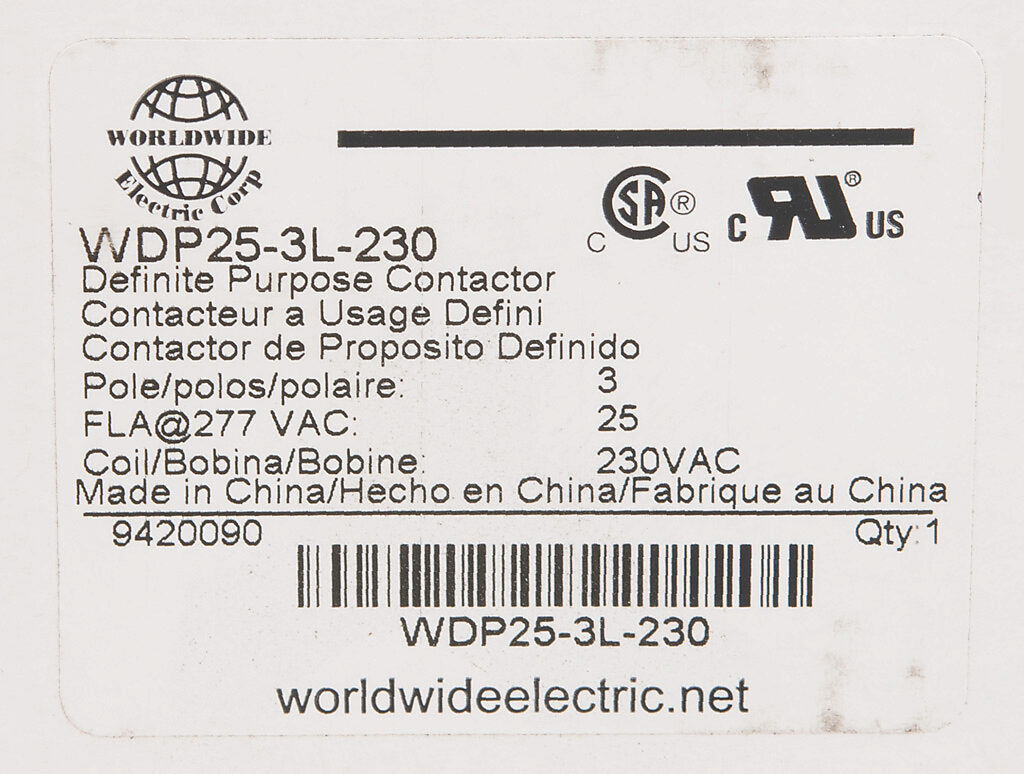 WORLDWIDE
Electric Corp
C SA ® C US
C RU ® US
WDP25-3L-230
Definite Purpose Contactor
Contacteur a Usage Defini
Contactor de Proposito Definido
Pole/polos/polaire: 3
FLA@277 VAC: 25
Coil/Bobina/Bobine: 230VAC
Made in China/Hecho en China/Fabrique au China
9420090 Qty:1
WDP25-3L-230
worldwideelectric.net